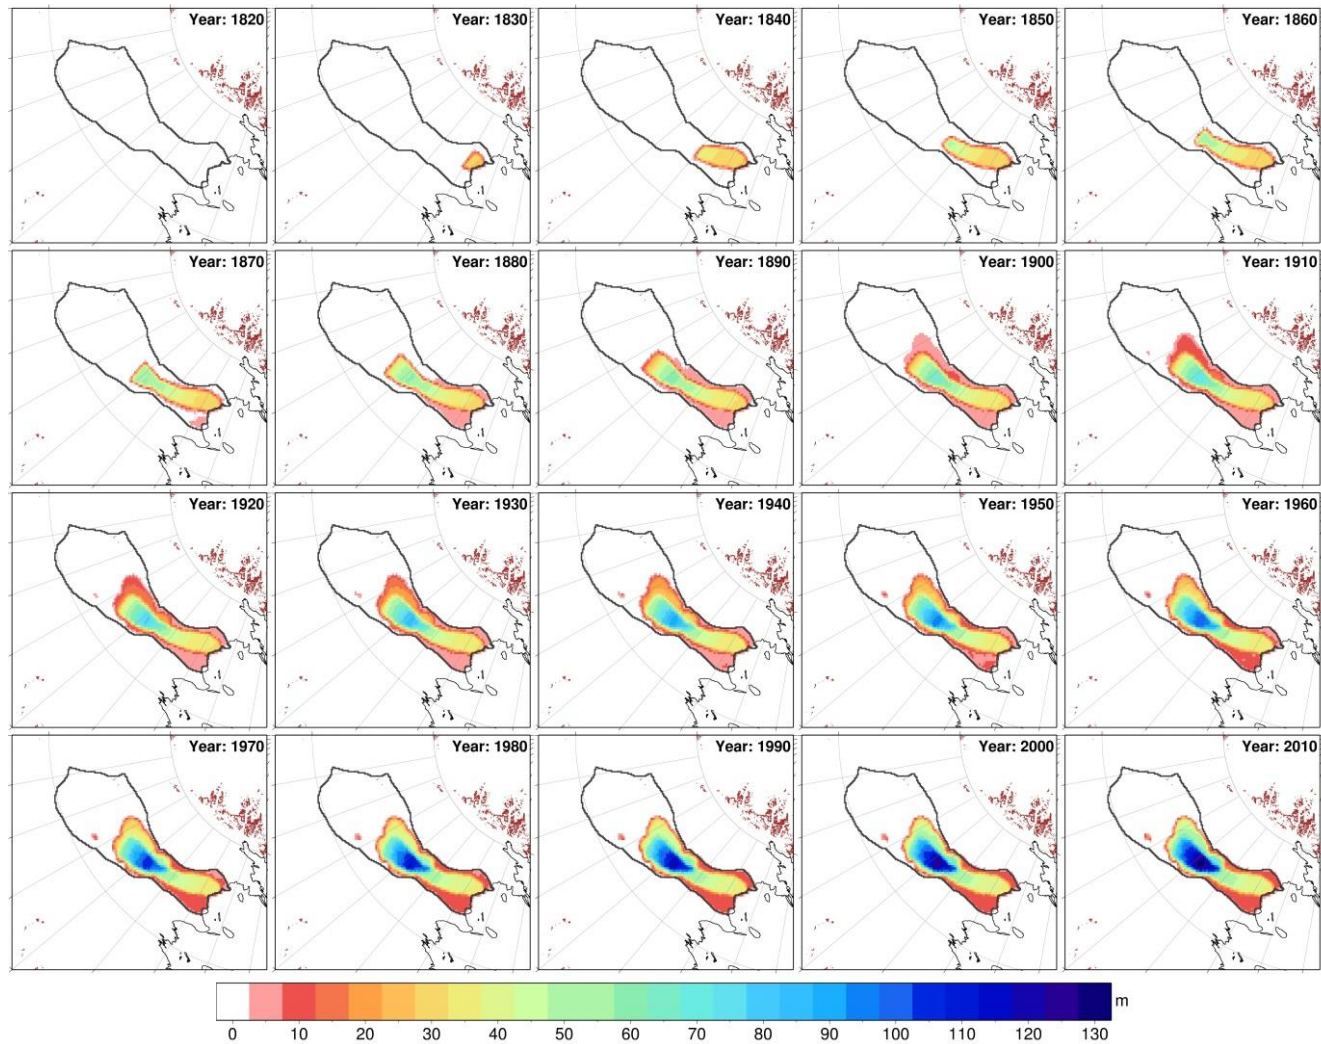 Year: 1820
Year: 1830
Year: 1840
Year: 1850
Year: 1860
Year: 1870
Year: 1880
Year: 1890
Year: 1900
Year: 1910
Year: 1920
Year: 1930
Year: 1940
Year: 1950
Year: 1960
Year: 1970
Year: 1980
Year: 1990
Year: 2000
Year: 2010
m
0 10 20 30 40 50 60 70 80 90 100 110 120 130